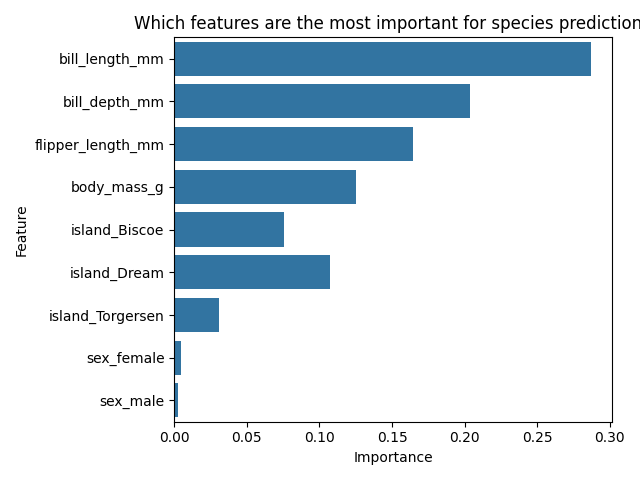 Which features are the most important for species prediction
bill_length_mm
bill_depth_mm
flipper_length_mm
body_mass_g
island_Biscoe
island_Dream
island_Torgersen
sex_female
sex_male
Feature
0.00 0.05 0.10 0.15 0.20 0.25 0.30
Importance